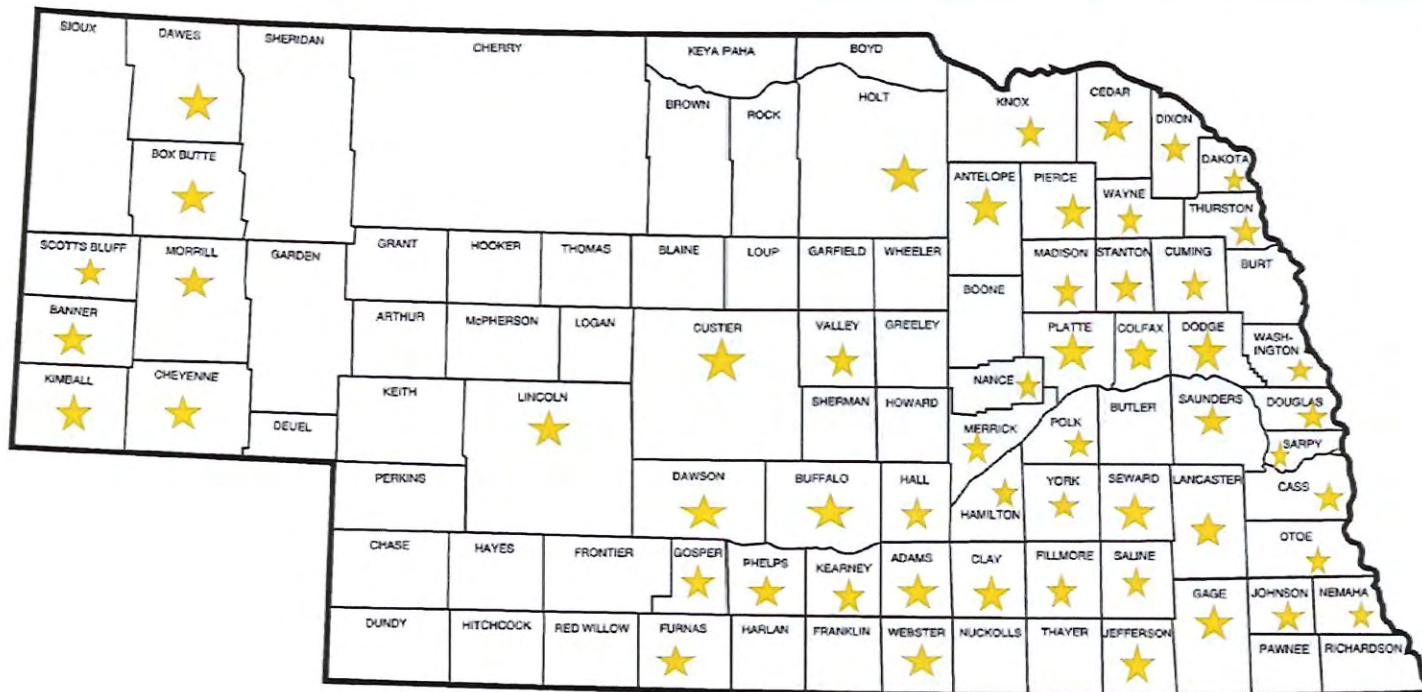 SIOUX
DAWES
SHERIDAN
CHERRY
KEYA PAHA
BOYD
BROWN
ROCK
HOLT
KNOX
CEDAR
DIXON
DAKOTA
BOX BUTTE
ANTELOPE
PIERCE
WAYNE
THURSTON
SCOTTS BLUFF
MORRILL
GARDEN
GRANT
HOOKER
THOMAS
BLAINE
LOUP
GARFIELD
WHEELER
MADISON
STANTON
CUMING
BURT
BOONE
BANNER
ARTHUR
McPHERSON
LOGAN
CUSTER
VALLEY
GREELEY
PLATTE
COLFAX
DODGE
WASH-
INGTON
KIMBALL
CHEYENNE
NANCE
KEITH
LINCOLN
SHERMAN
HOWARD
BUTLER
SAUNDERS
DOUGLAS
DEUEL
MERRICK
POLK
SARPY
PERKINS
DAWSON
BUFFALO
HALL
YORK
SEWARD
LANCASTER
CASS
HAMILTON
OTOE
CHASE
HAYES
FRONTIER
GOSPER
PHELPS
KEARNEY
ADAMS
CLAY
FILLMORE
SALINE
GAGE
JOHNSON
NEMAHA
DUNDY
HITCHCOCK
RED WILLOW
FURNAS
HARLAN
FRANKLIN
WEBSTER
NUCKOLLS
THAYER
JEFFERSON
PAWNEE
RICHARDSON